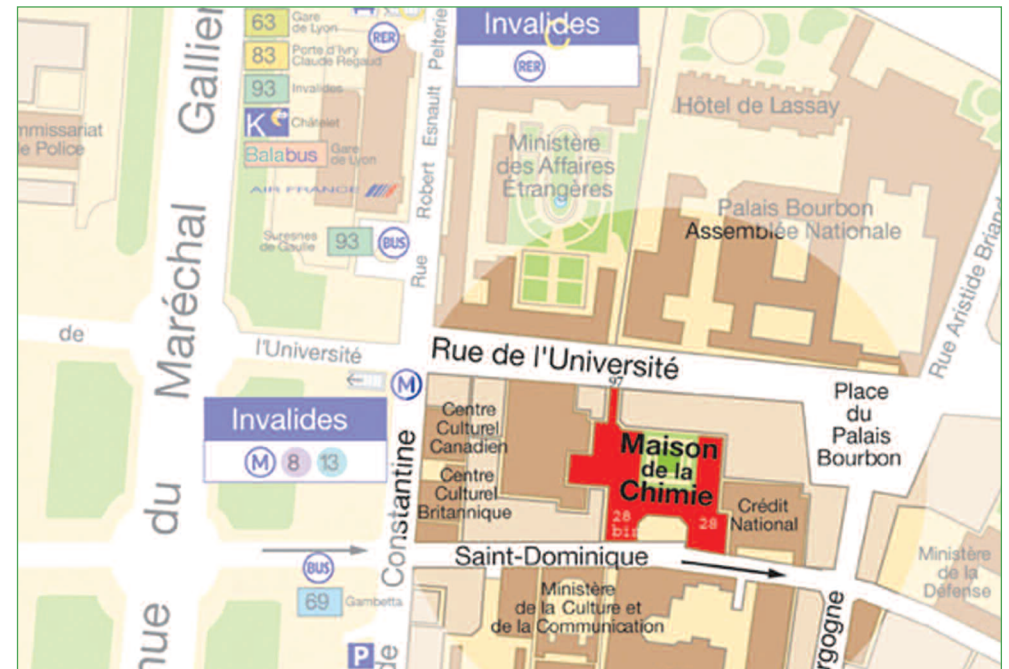 63 Gare
de Lyon
83 Porte d'Ivry
Claude Regaud
93 Invalides
K Châtelet
Balabus Gare
de Lyon
AIR FRANCE
Suresnes
de Gaulle 93 BUS
RER
Rue Robert Esnault Pelterie
Invalides
RER
Hôtel de Lassay
Ministère
des Affaires
Étrangères
Palais Bourbon
Assemblée Nationale
Rue Aristide Briand
de Police
du Maréchal
de
l'Université
Rue de l'Université
97
M
Invalides
M 8 13
Centre
Culturel
Canadien
Centre
Culturel
Britannique
Maison
de la
Chimie
28
bis
28
Crédit
National
Place
du
Palais
Bourbon
de Constantine
Saint-Dominique
BUS
69 Gambetta
P
Ministère
de la Culture et
de la Communication
Ministère
de la
Défense